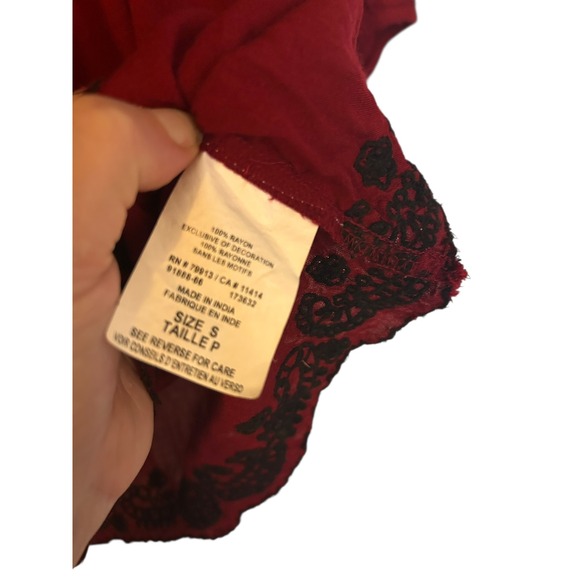 100% RAYON
EXCLUSIVE OF DECORATION
100% RAYONNE
SANS LES MOTIFS
RN # 79913 / CA # 11414
91888-66 173632
MADE IN INDIA
FABRIQUE EN INDE
SIZE S
TAILLE P
SEE REVERSE FOR CARE
VOIR CONSEILS D'ENTRETIEN AU VERSO